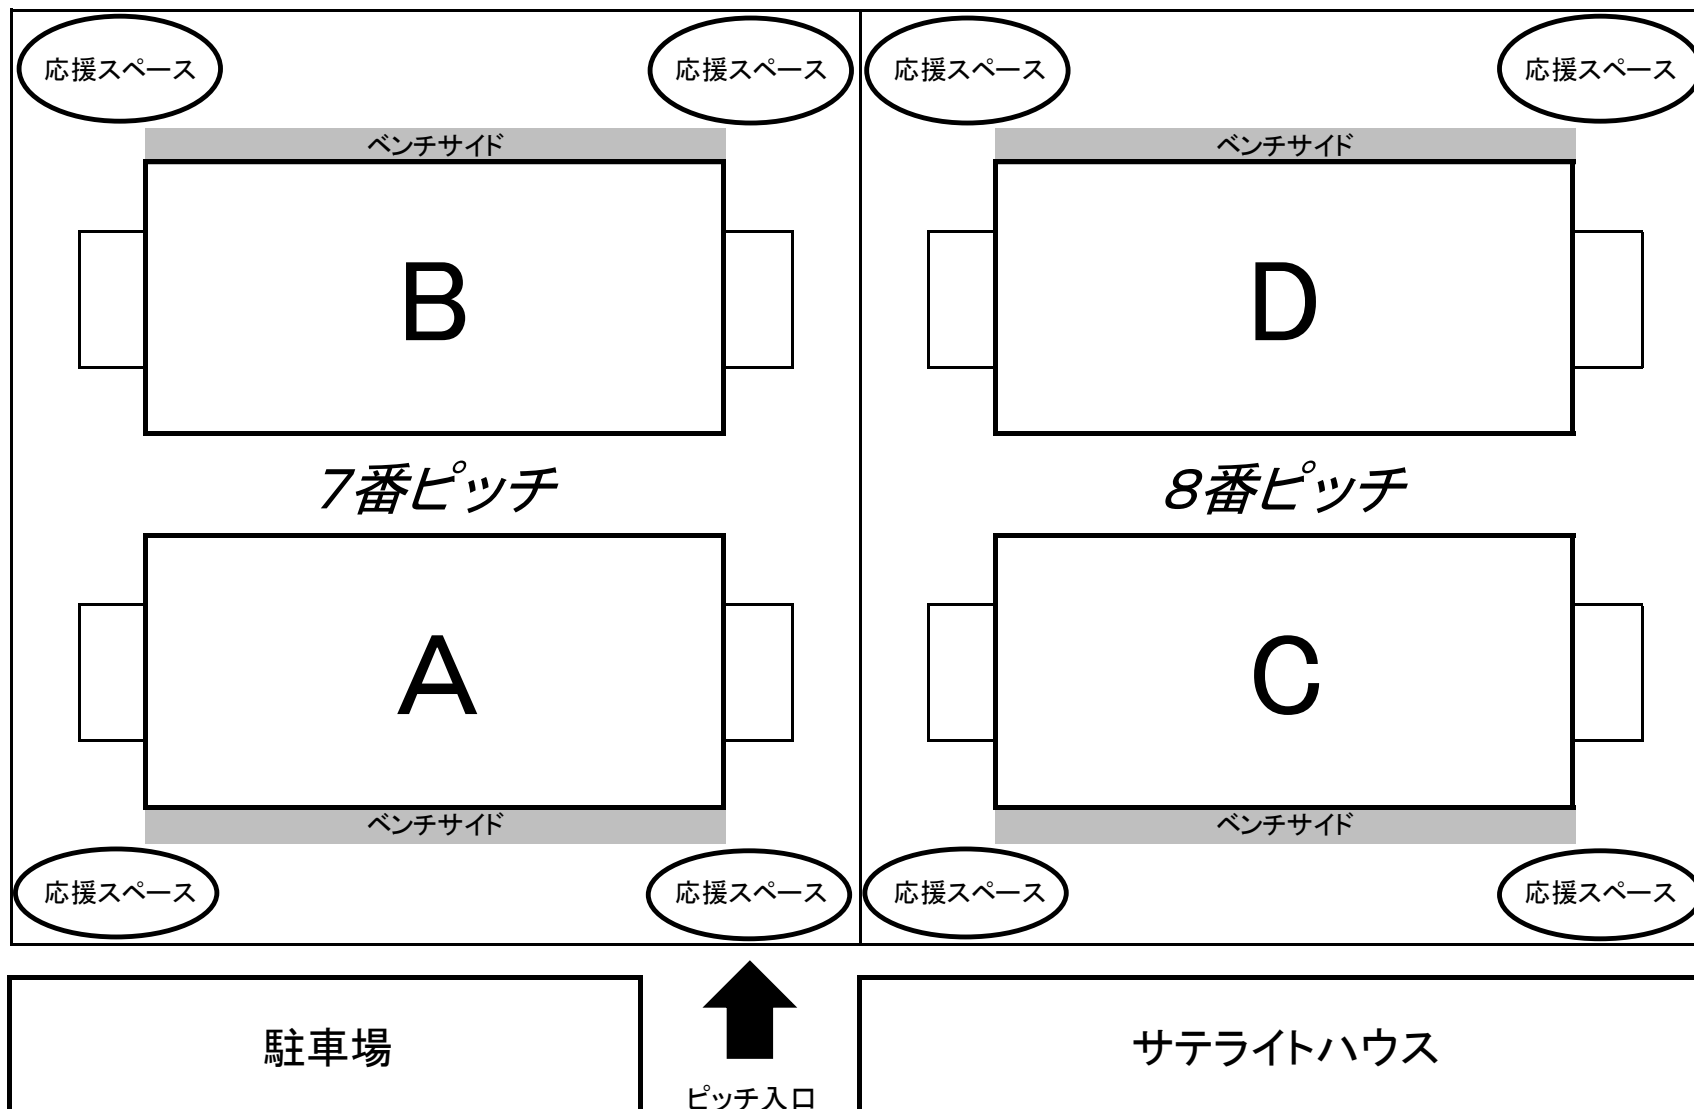 応援スペース 応援スペース 応援スペース 応援スペース
ベンチサイド ベンチサイド
B D
7番ピッチ 8番ピッチ
A C
ベンチサイド ベンチサイド
応援スペース 応援スペース 応援スペース 応援スペース
駐車場 サテライトハウス
ピッチ入口